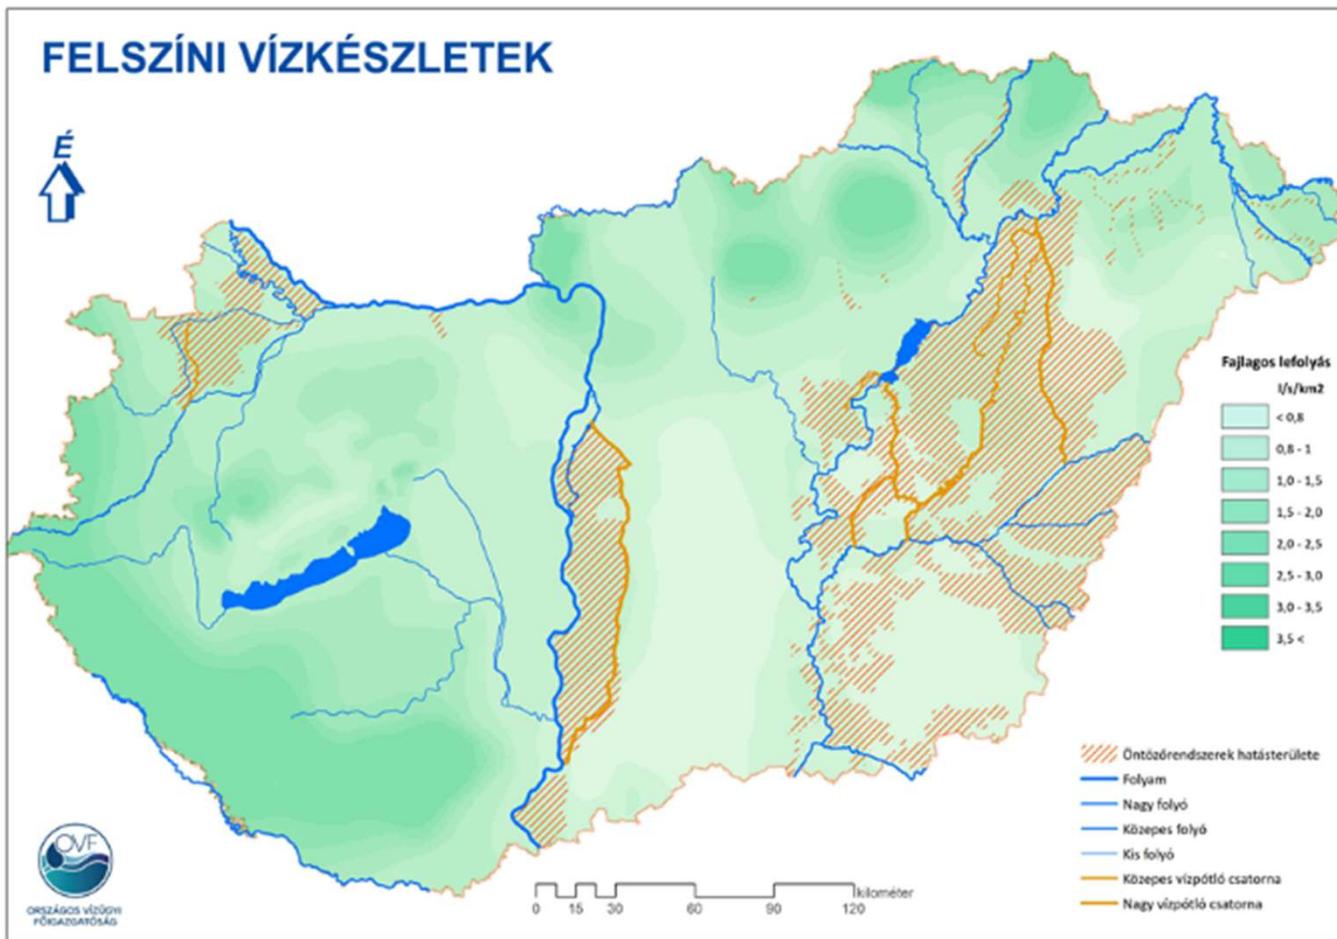 FELSZÍNI VÍZKÉSZLETEK
É
Fajlagos lefolyás
l/s/km2
< 0,8
0,8 - 1
1,0 - 1,5
1,5 - 2,0
2,0 - 2,5
2,5 - 3,0
3,0 - 3,5
3,5 <
Öntözőrendszerek hatásterülete
Folyam
Nagy folyó
Közepes folyó
Kis folyó
Közepes vízpótló csatorna
Nagy vízpótló csatorna
OVF
ORSZÁGOS VÍZÜGYI
FŐIGAZGATÓSÁG
kilométer
0 15 30 60 90 120